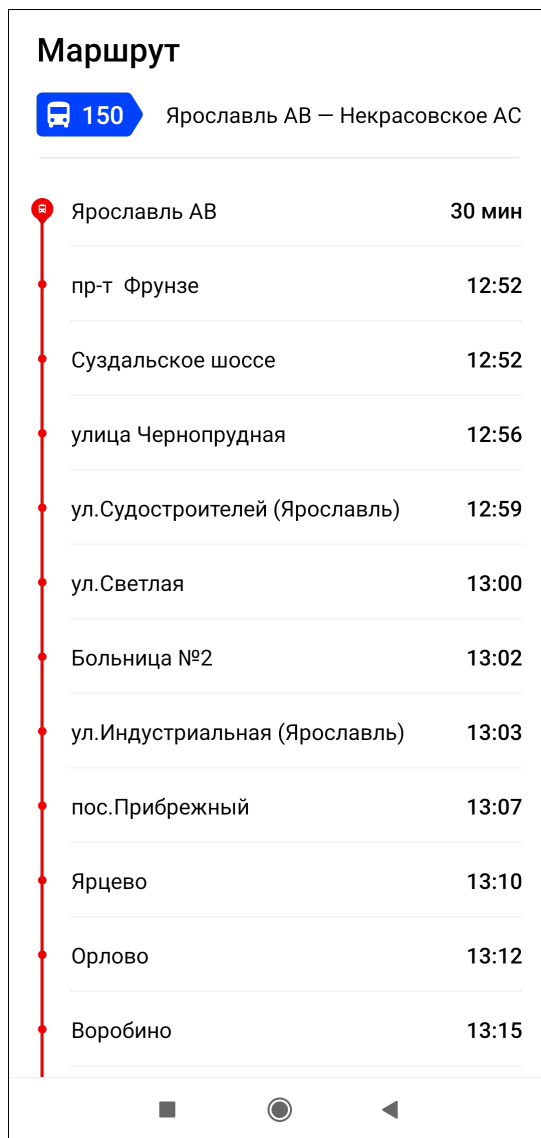 Маршрут
150 Ярославль АВ — Некрасовское АС
Ярославль АВ 30 мин
пр-т  Фрунзе 12:52
Суздальское шоссе 12:52
улица Чернопрудная 12:56
ул.Судостроителей (Ярославль) 12:59
ул.Светлая 13:00
Больница №2 13:02
ул.Индустриальная (Ярославль) 13:03
пос.Прибрежный 13:07
Ярцево 13:10
Орлово 13:12
Воробино 13:15